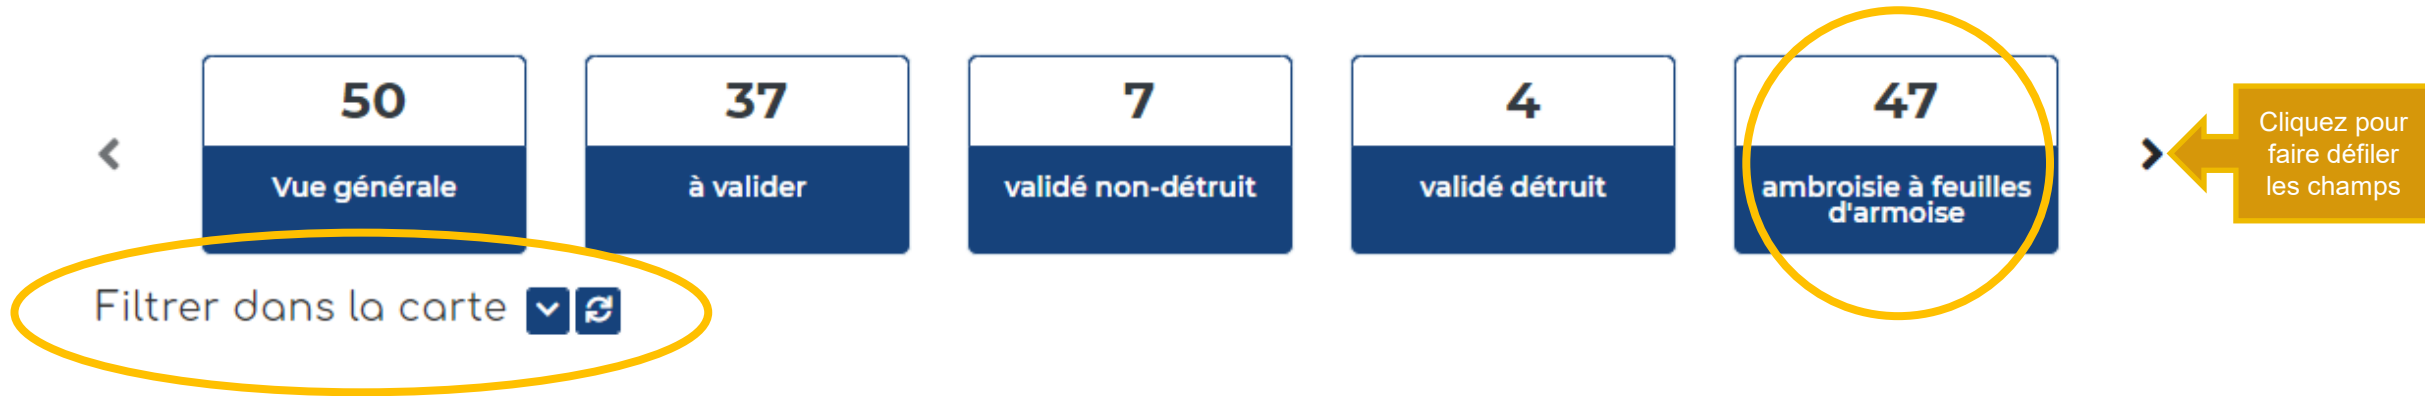 50
Vue générale
37
à valider
7
validé non-détruit
4
validé détruit
47
ambroisie à feuilles
d'armoise
Cliquez pour
faire défiler
les champs
Filtrer dans la carte